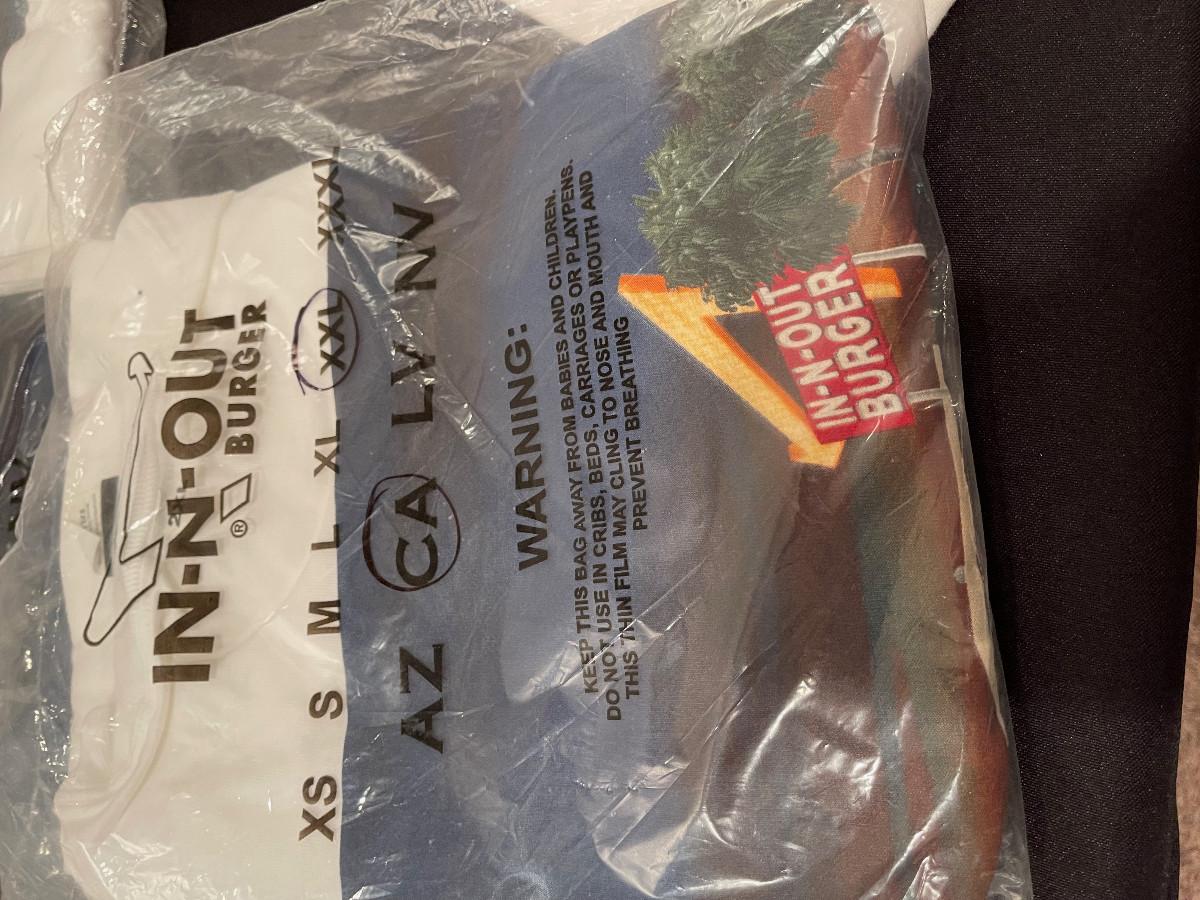 IN-N-OUT
® BURGER
XS S M L XL XXL XXXL
AZ CA LV NV
WARNING:
KEEP THIS BAG AWAY FROM BABIES AND CHILDREN.
DO NOT USE IN CRIBS, BEDS, CARRIAGES OR PLAYPENS.
THIS THIN FILM MAY CLING TO NOSE AND MOUTH AND
PREVENT BREATHING
IN-N-OUT
BURGER